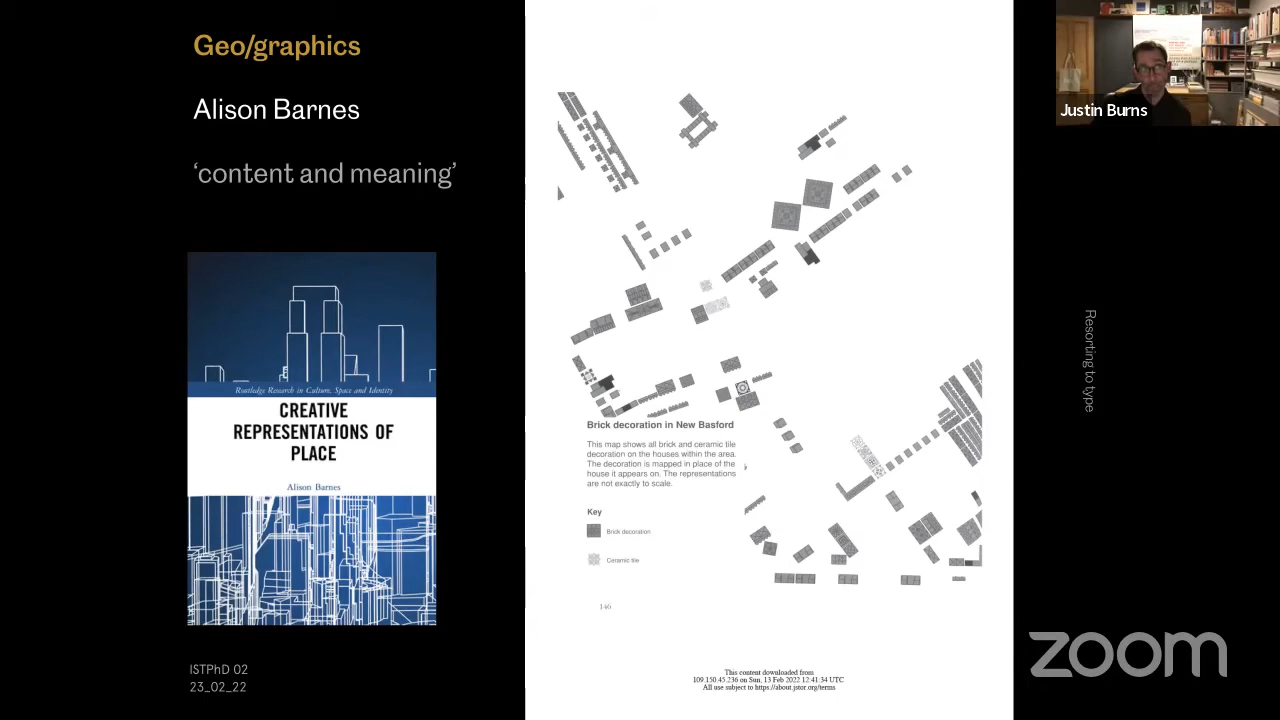 Geo/graphics
Alison Barnes
‘content and meaning’
Routledge Research in Culture, Space and Identity
CREATIVE
REPRESENTATIONS OF
PLACE
Alison Barnes
ISTPhD 02
23_02_22
Brick decoration in New Basford
This map shows all brick and ceramic tile
decoration on the houses within the area.
The decoration is mapped in place of the
house it appears on. The representations
are not exactly to scale.
Key
Brick decoration
Ceramic tile
146
This content downloaded from
109.150.45.236 on Sun, 13 Feb 2022 12:41:34 UTC
All use subject to https://about.jstor.org/terms
Justin Burns
Resorting to type
zoom